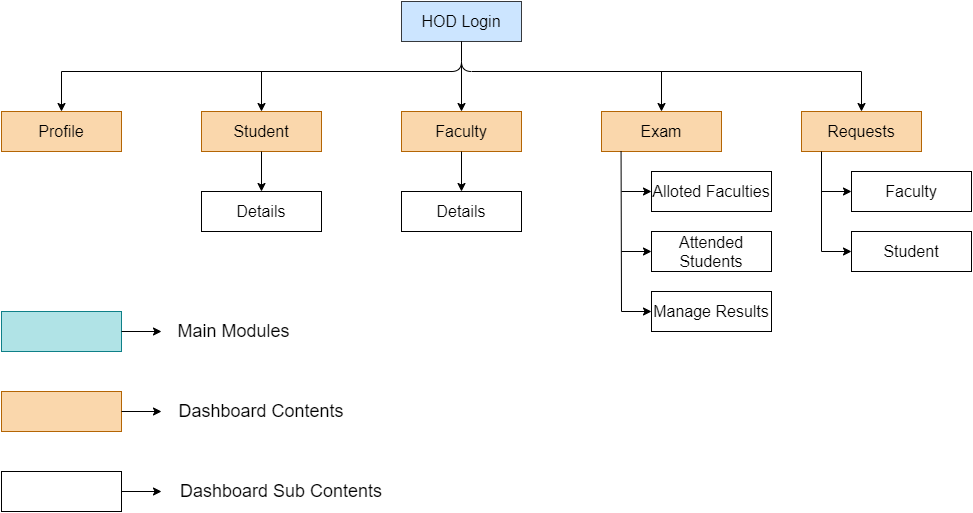 HOD Login
Profile
Student
Faculty
Exam
Requests
Details
Details
Alloted Faculties
Faculty
Attended
Students
Student
Manage Results
Main Modules
Dashboard Contents
Dashboard Sub Contents